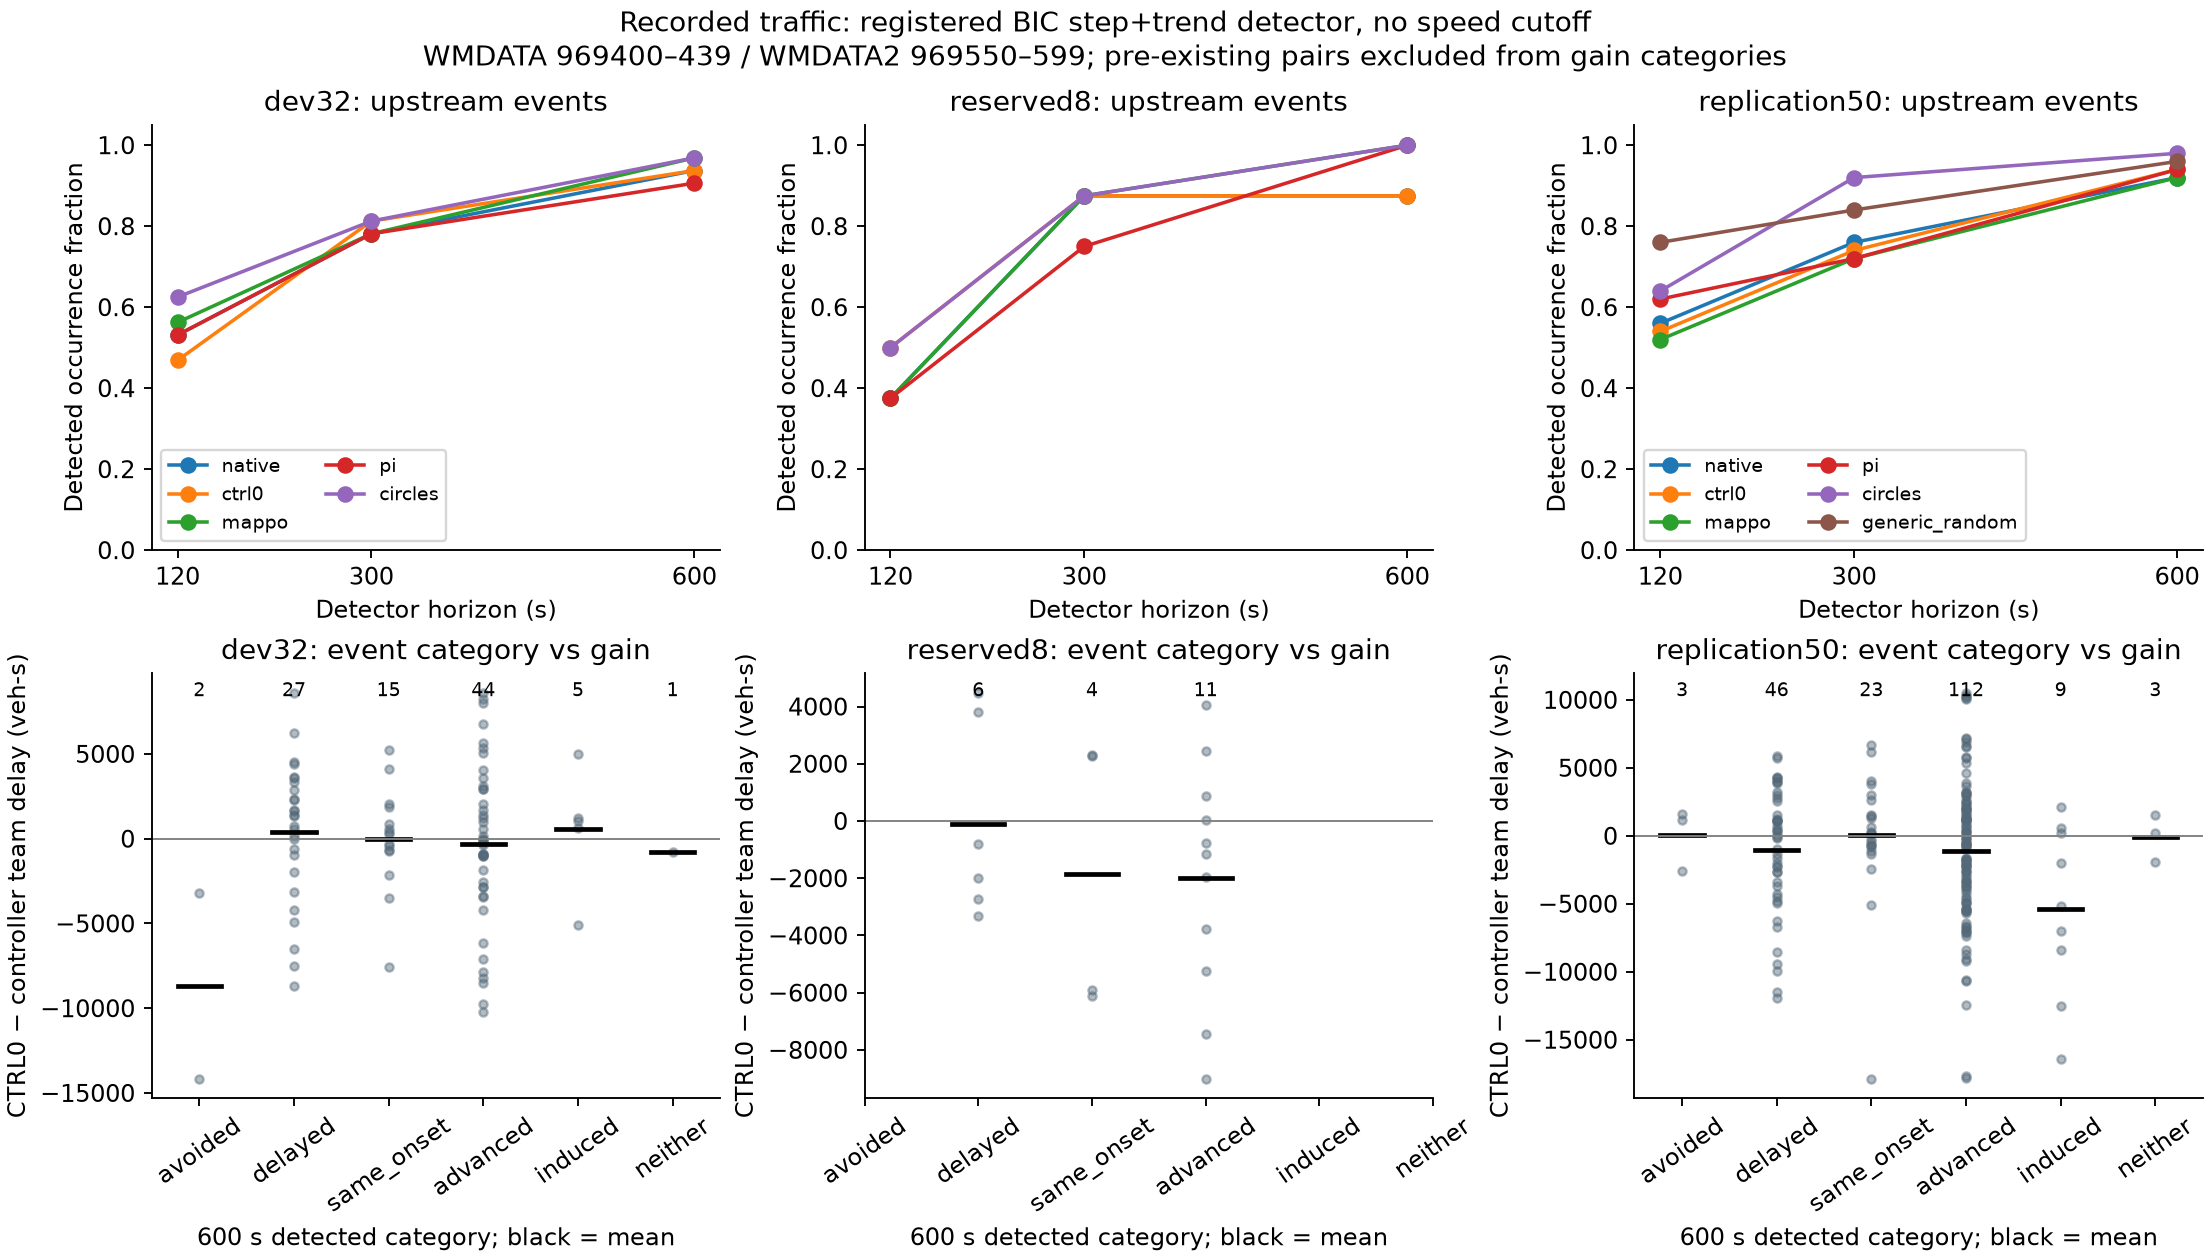 Recorded traffic: registered BIC step+trend detector, no speed cutoff
WMDATA 969400–439 / WMDATA2 969550–599; pre-existing pairs excluded from gain categories
dev32: upstream events
Detected occurrence fraction
1.0
0.8
0.6
0.4
0.2
0.0
native
ctrl0
mappo
pi
circles
120
300
600
Detector horizon (s)
reserved8: upstream events
Detected occurrence fraction
1.0
0.8
0.6
0.4
0.2
0.0
120
300
600
Detector horizon (s)
replication50: upstream events
Detected occurrence fraction
1.0
0.8
0.6
0.4
0.2
0.0
native
ctrl0
mappo
pi
circles
generic_random
120
300
600
Detector horizon (s)
dev32: event category vs gain
CTRL0 − controller team delay (veh-s)
2
27
15
44
5
1
5000
0
−5000
−10000
−15000
avoided
delayed
same_onset
advanced
induced
neither
600 s detected category; black = mean
reserved8: event category vs gain
CTRL0 − controller team delay (veh-s)
6
4
11
4000
2000
0
−2000
−4000
−6000
−8000
avoided
delayed
same_onset
advanced
induced
neither
600 s detected category; black = mean
replication50: event category vs gain
CTRL0 − controller team delay (veh-s)
3
46
23
112
9
3
10000
5000
0
−5000
−10000
−15000
avoided
delayed
same_onset
advanced
induced
neither
600 s detected category; black = mean